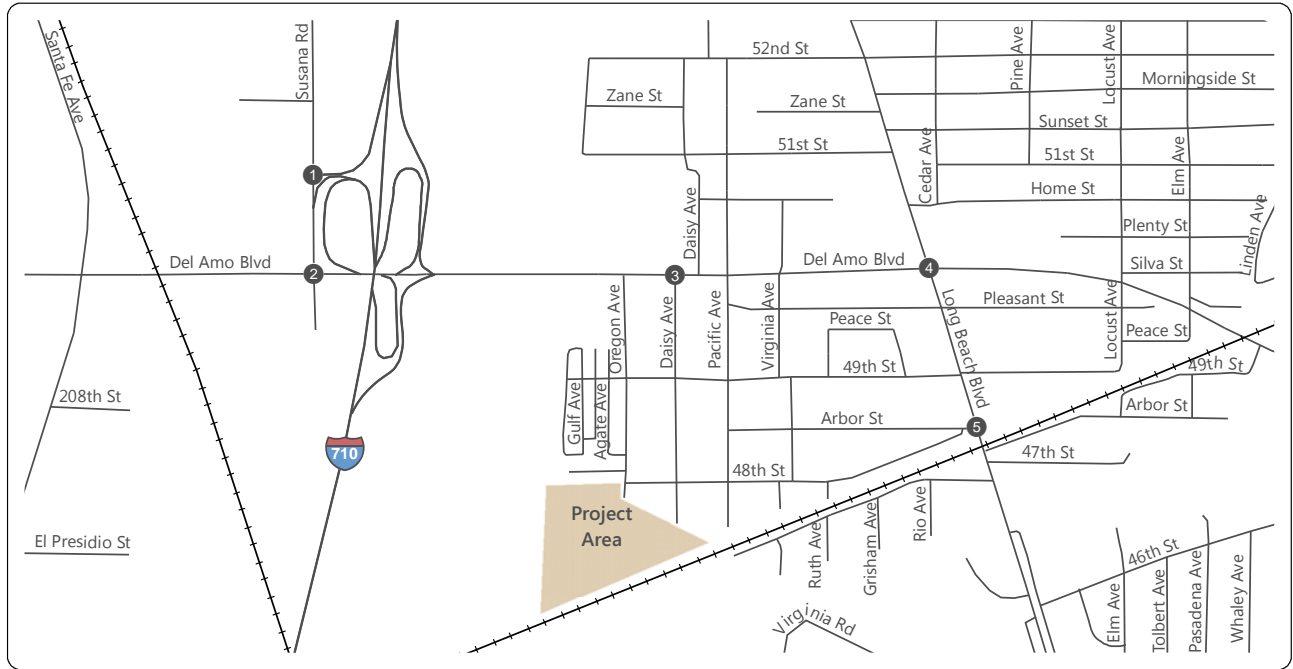 Santa Fe Ave
Susana Rd
52nd St
Pine Ave
Locust Ave
Morningside St
Zane St
Zane St
Sunset St
51st St
51st St
Cedar Ave
Elm Ave
1
Home St
Daisy Ave
Plenty St
Linden Ave
Del Amo Blvd
2
3
Del Amo Blvd
4
Silva St
Oregon Ave
Daisy Ave
Pacific Ave
Virginia Ave
Pleasant St
Long Beach Blvd
Locust Ave
Peace St
Peace St
49th St
49th St
208th St
Gulf Ave
Agate Ave
Arbor St
5
Arbor St
710
48th St
47th St
Project
Area
El Presidio St
Ruth Ave
Grisham Ave
Rio Ave
46th St
Virginia Rd
Elm Ave
Tolbert Ave
Pasadena Ave
Whaley Ave